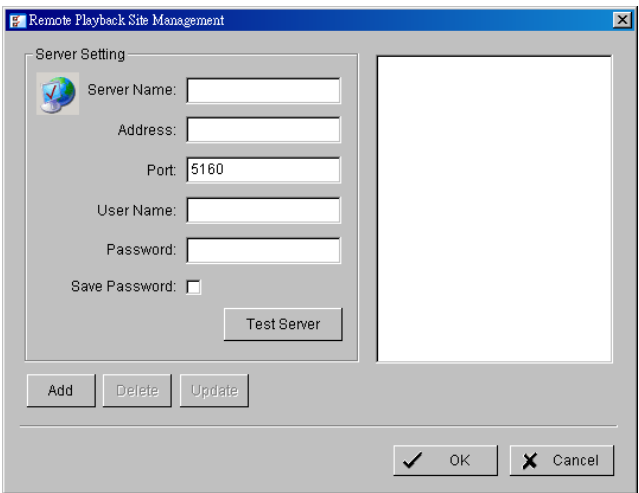 Remote Playback Site Management
Server Setting
Server Name:
Address:
Port: 5160
User Name:
Password:
Save Password:
Test Server
Add Delete Update
OK Cancel